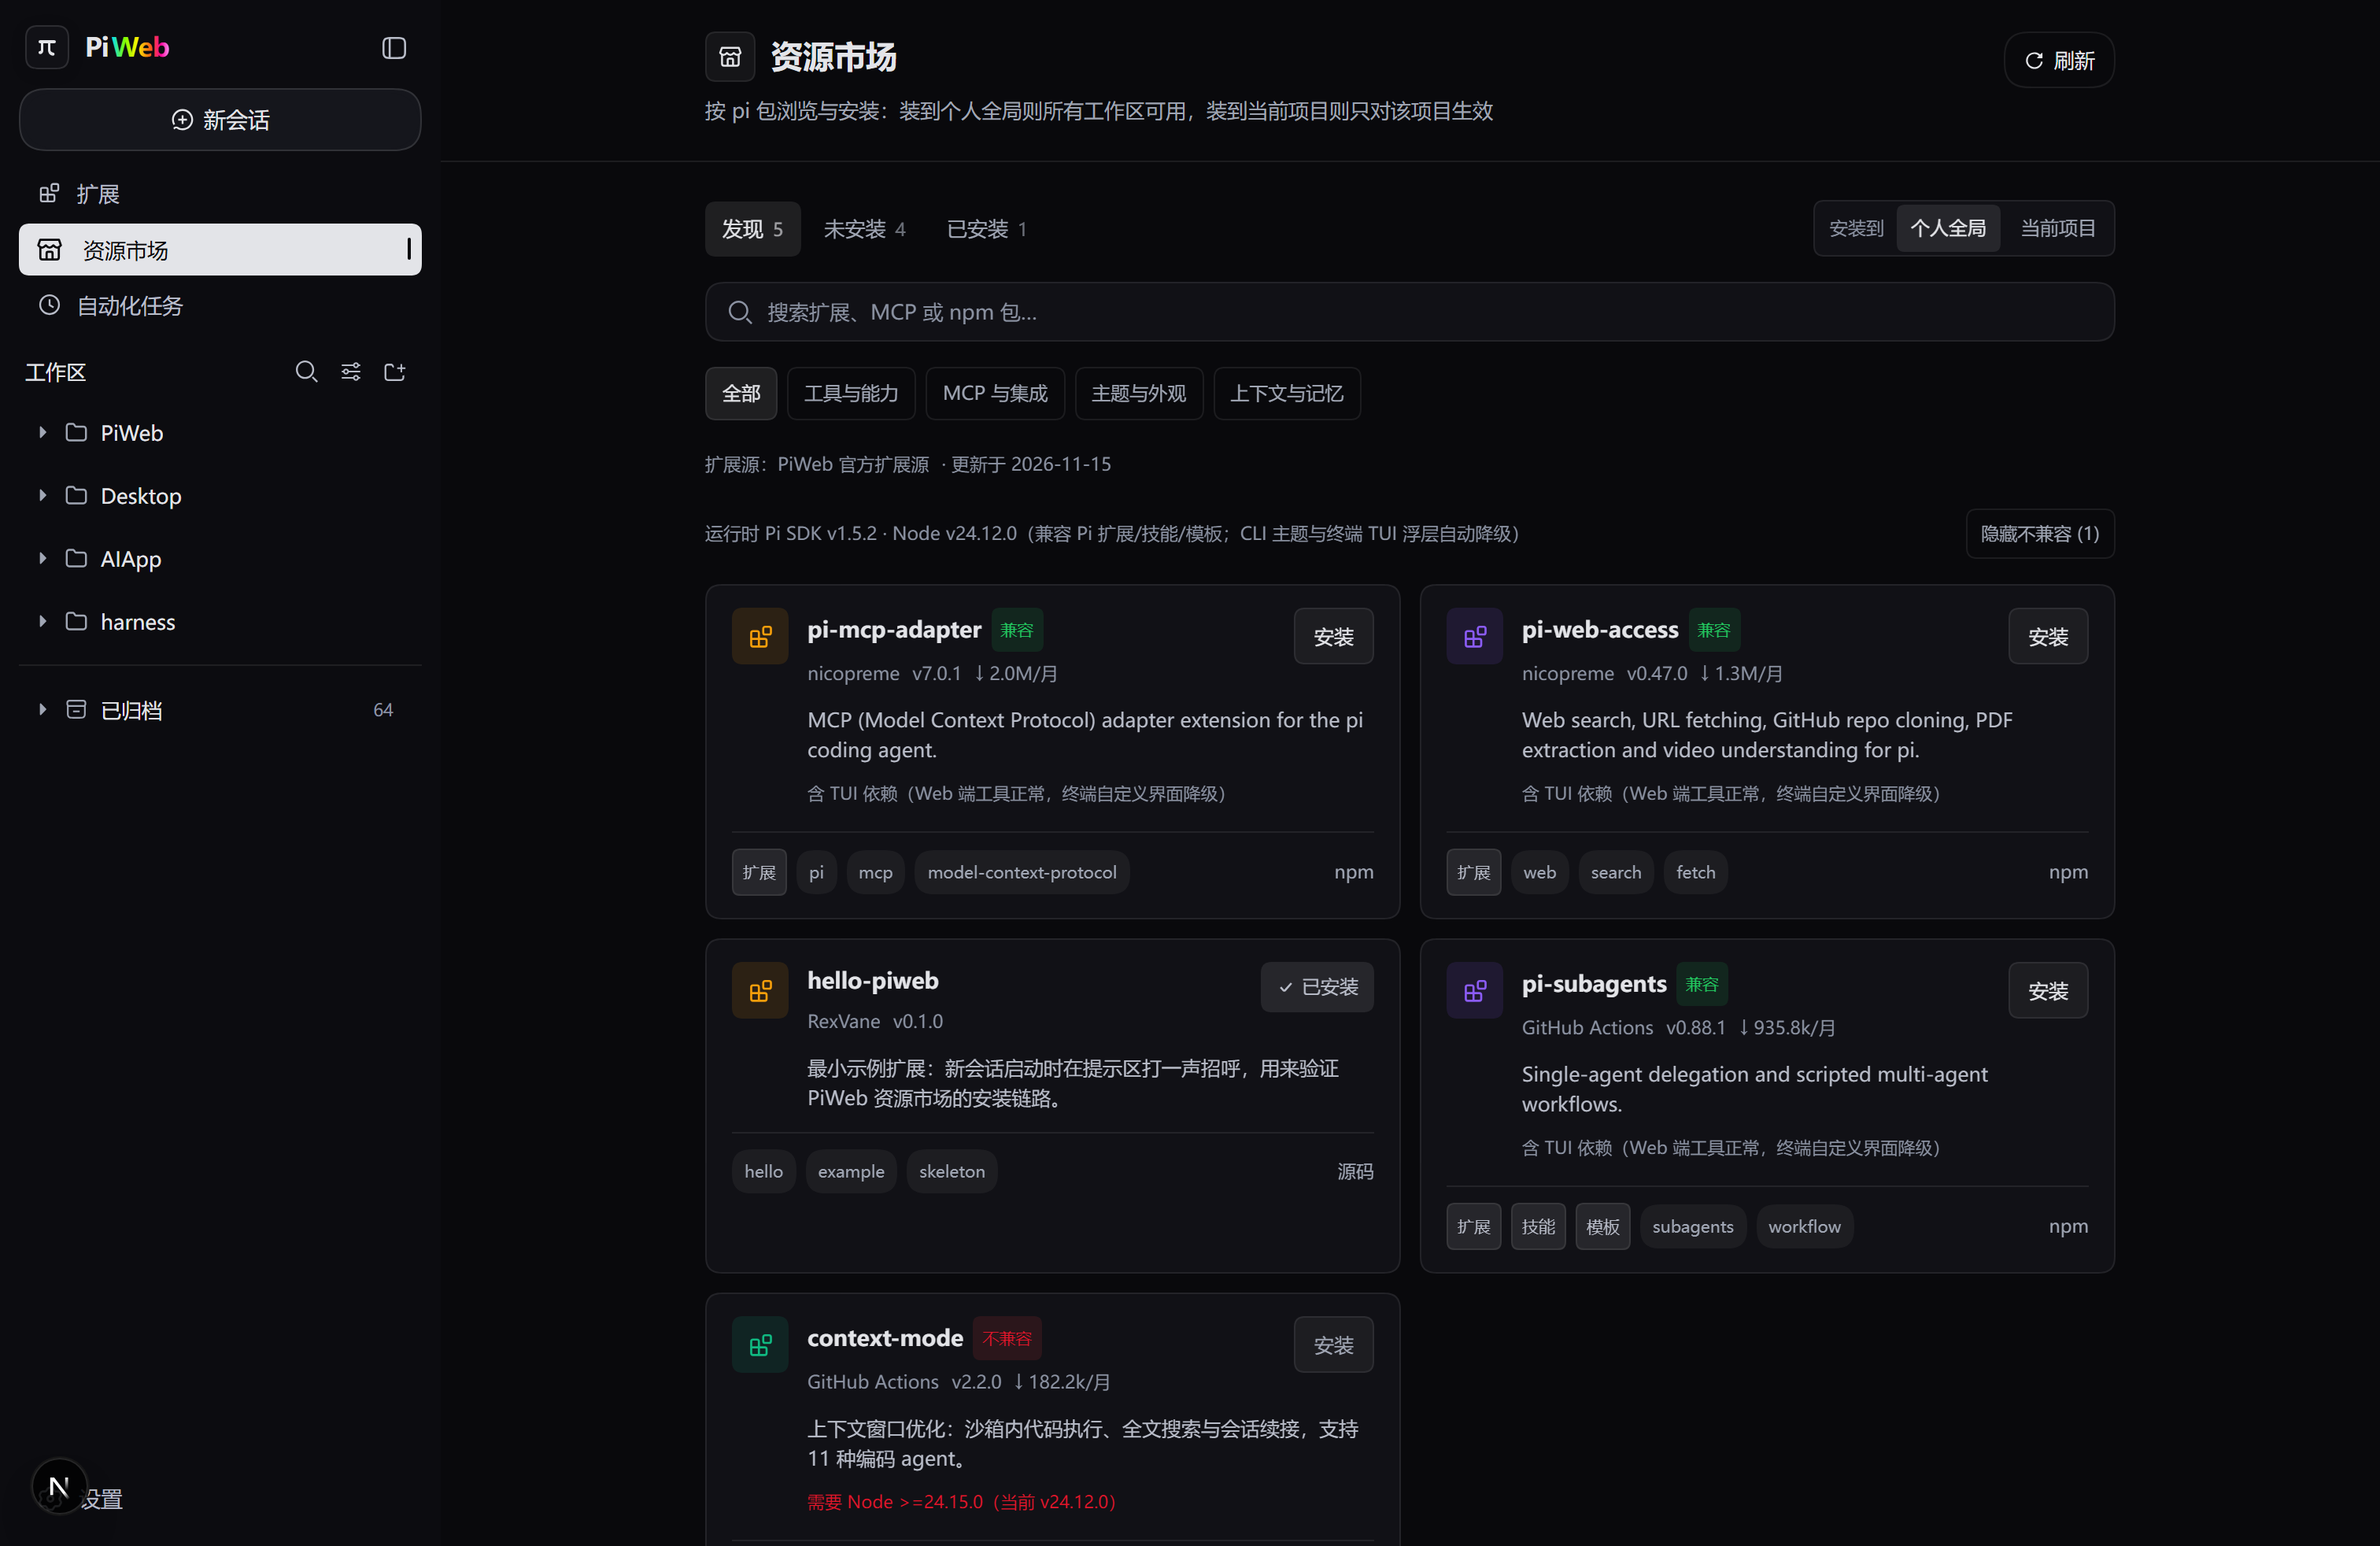 π PiWeb
新会话
扩展
资源市场
自动化任务
工作区
PiWeb
Desktop
AIApp
harness
已归档 64
N 设置
资源市场
刷新
按 pi 包浏览与安装：装到个人全局则所有工作区可用，装到当前项目则只对该项目生效
发现 5 未安装 4 已安装 1
安装到 个人全局 当前项目
搜索扩展、MCP 或 npm 包...
全部 工具与能力 MCP 与集成 主题与外观 上下文与记忆
扩展源：PiWeb 官方扩展源 · 更新于 2026-11-15
运行时 Pi SDK v1.5.2 · Node v24.12.0（兼容 Pi 扩展/技能/模板；CLI 主题与终端 TUI 浮层自动降级）
隐藏不兼容 (1)
pi-mcp-adapter 兼容 安装
nicopreme v7.0.1 ↓ 2.0M/月
MCP (Model Context Protocol) adapter extension for the pi
coding agent.
含 TUI 依赖（Web 端工具正常，终端自定义界面降级）
扩展 pi mcp model-context-protocol npm
pi-web-access 兼容 安装
nicopreme v0.47.0 ↓ 1.3M/月
Web search, URL fetching, GitHub repo cloning, PDF
extraction and video understanding for pi.
含 TUI 依赖（Web 端工具正常，终端自定义界面降级）
扩展 web search fetch npm
hello-piweb 已安装
RexVane v0.1.0
最小示例扩展：新会话启动时在提示区打一声招呼，用来验证
PiWeb 资源市场的安装链路。
hello example skeleton 源码
pi-subagents 兼容 安装
GitHub Actions v0.88.1 ↓ 935.8k/月
Single-agent delegation and scripted multi-agent
workflows.
含 TUI 依赖（Web 端工具正常，终端自定义界面降级）
扩展 技能 模板 subagents workflow npm
context-mode 不兼容 安装
GitHub Actions v2.2.0 ↓ 182.2k/月
上下文窗口优化：沙箱内代码执行、全文搜索与会话续接，支持
11 种编码 agent。
需要 Node >=24.15.0（当前 v24.12.0）